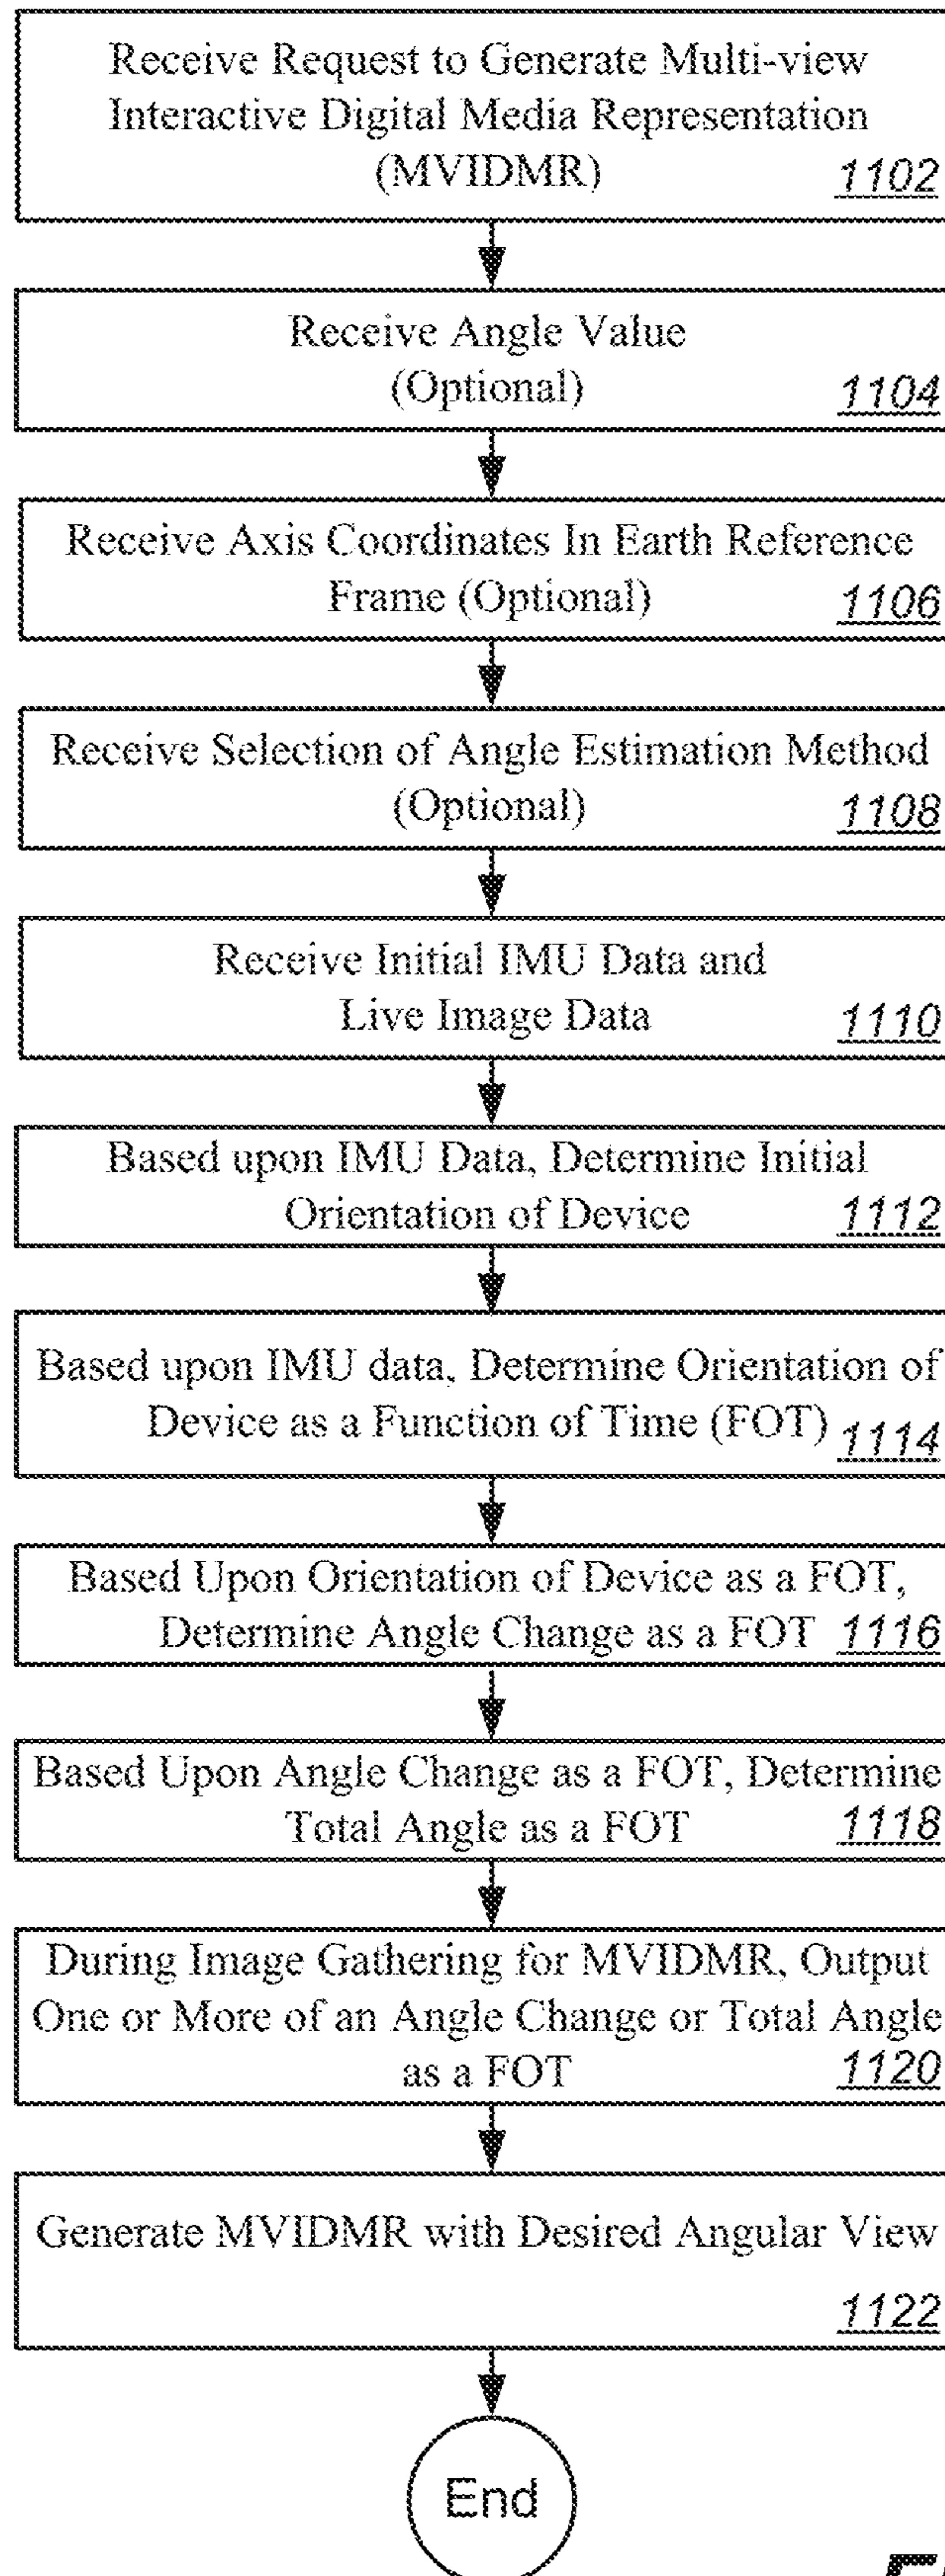 Receive Request to Generate Multi-view
Interactive Digital Media Representation
(MVIDMR)
1102
Receive Angle Value
(Optional)
1104
Receive Axis Coordinates In Earth Reference
Frame (Optional)
1106
Receive Selection of Angle Estimation Method
(Optional)
1108
Receive Initial IMU Data and
Live Image Data
1110
Based upon IMU Data, Determine Initial
Orientation of Device
1112
Based upon IMU data, Determine Orientation of
Device as a Function of Time (FOT)
1114
Based Upon Orientation of Device as a FOT,
Determine Angle Change as a FOT
1116
Based Upon Angle Change as a FOT, Determine
Total Angle as a FOT
1118
During Image Gathering for MVIDMR, Output
One or More of an Angle Change or Total Angle
as a FOT
1120
Generate MVIDMR with Desired Angular View
1122
End